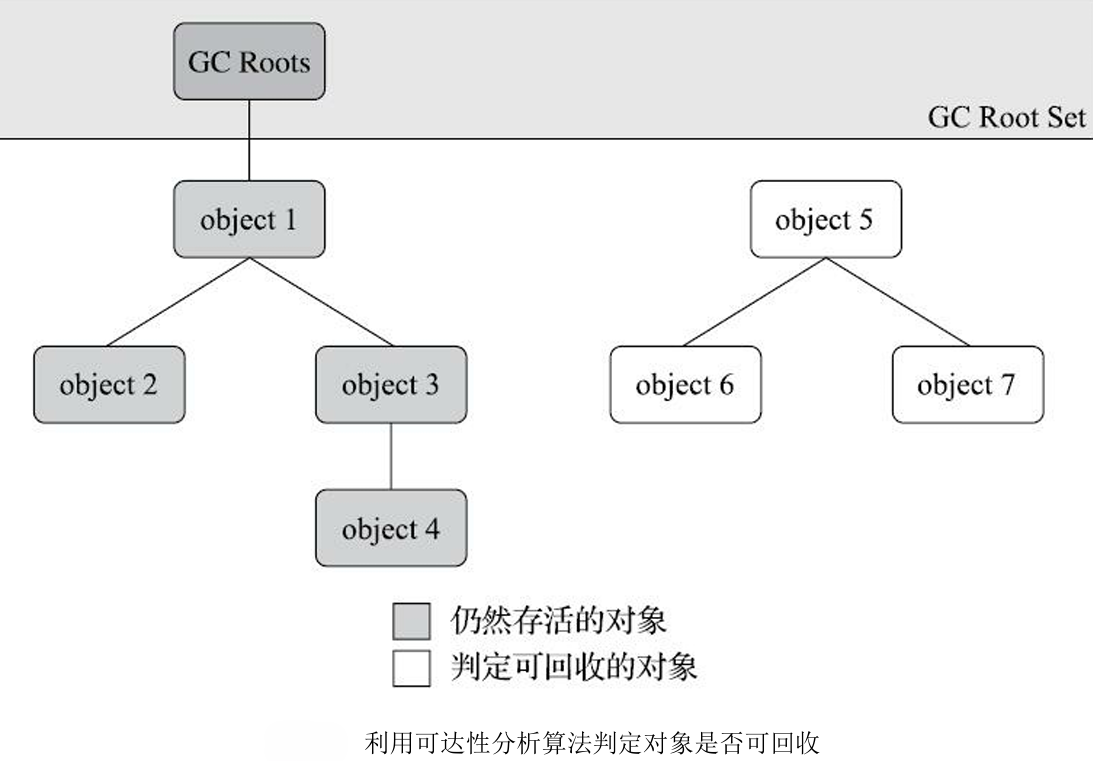 GC Roots
GC Root Set
object 1
object 5
object 2
object 3
object 6
object 7
object 4
仍然存活的对象
判定可回收的对象
利用可达性分析算法判定对象是否可回收